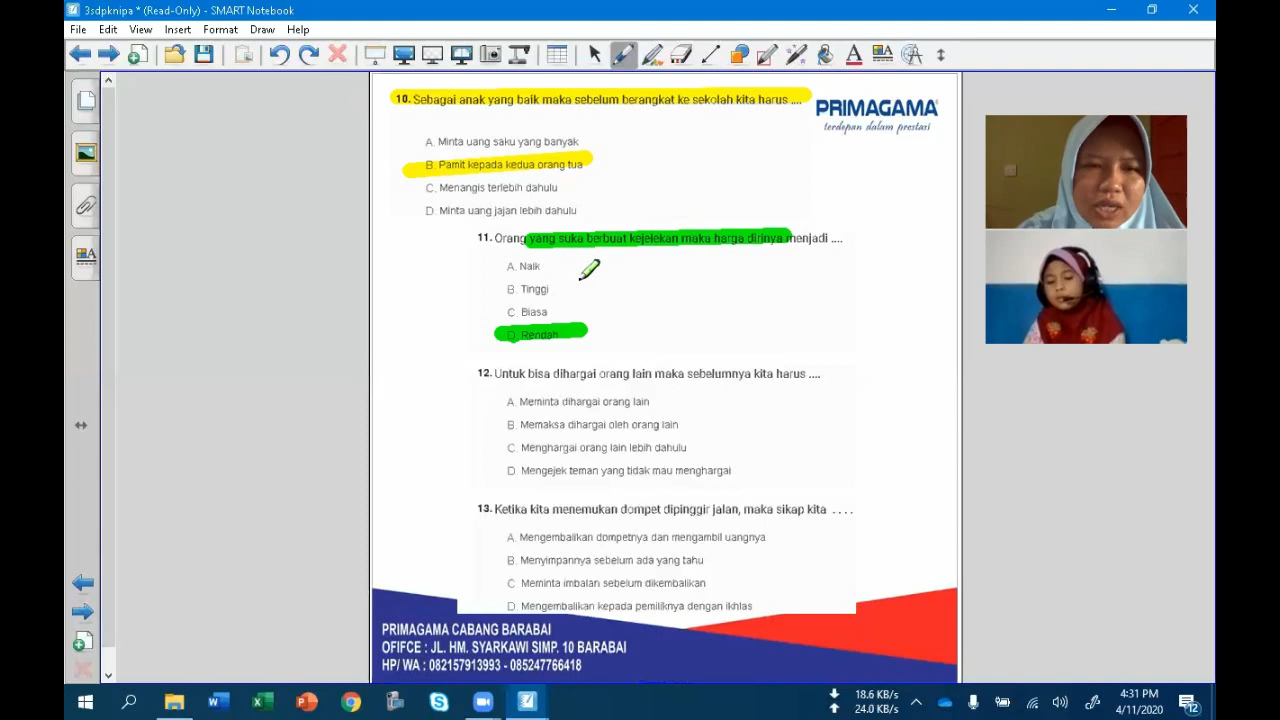 3sdpknipa * (Read-Only) - SMART Notebook
File Edit View Insert Format Draw Help
10. Sebagai anak yang baik maka sebelum berangkat ke sekolah kita harus ....
PRIMAGAMA
terdepan dalam prestasi
A. Minta uang saku yang banyak
B. Pamit kepada kedua orang tua
C. Menangis terlebih dahulu
D. Minta uang jajan lebih dahulu
11. Orang yang suka berbuat kejelekan maka harga dirinya menjadi ....
A. Naik
B. Tinggi
C. Biasa
D. Rendah
12. Untuk bisa dihargai orang lain maka sebelumnya kita harus ....
A. Meminta dihargai orang lain
B. Memaksa dihargai oleh orang lain
C. Menghargai orang lain lebih dahulu
D. Mengejek teman yang tidak mau menghargai
13. Ketika kita menemukan dompet dipinggir jalan, maka sikap kita ....
A. Mengembalikan dompetnya dan mengambil uangnya
B. Menyimpannya sebelum ada yang tahu
C. Meminta imbalan sebelum dikembalikan
D. Mengembalikan kepada pemiliknya dengan ikhlas
PRIMAGAMA CABANG BARABAI
OFIFCE : JL. HM. SYARKAWI SIMP. 10 BARABAI
HP/ WA : 082157913993 - 085247766418
18.6 KB/s
24.0 KB/s
4:31 PM
4/11/2020
12